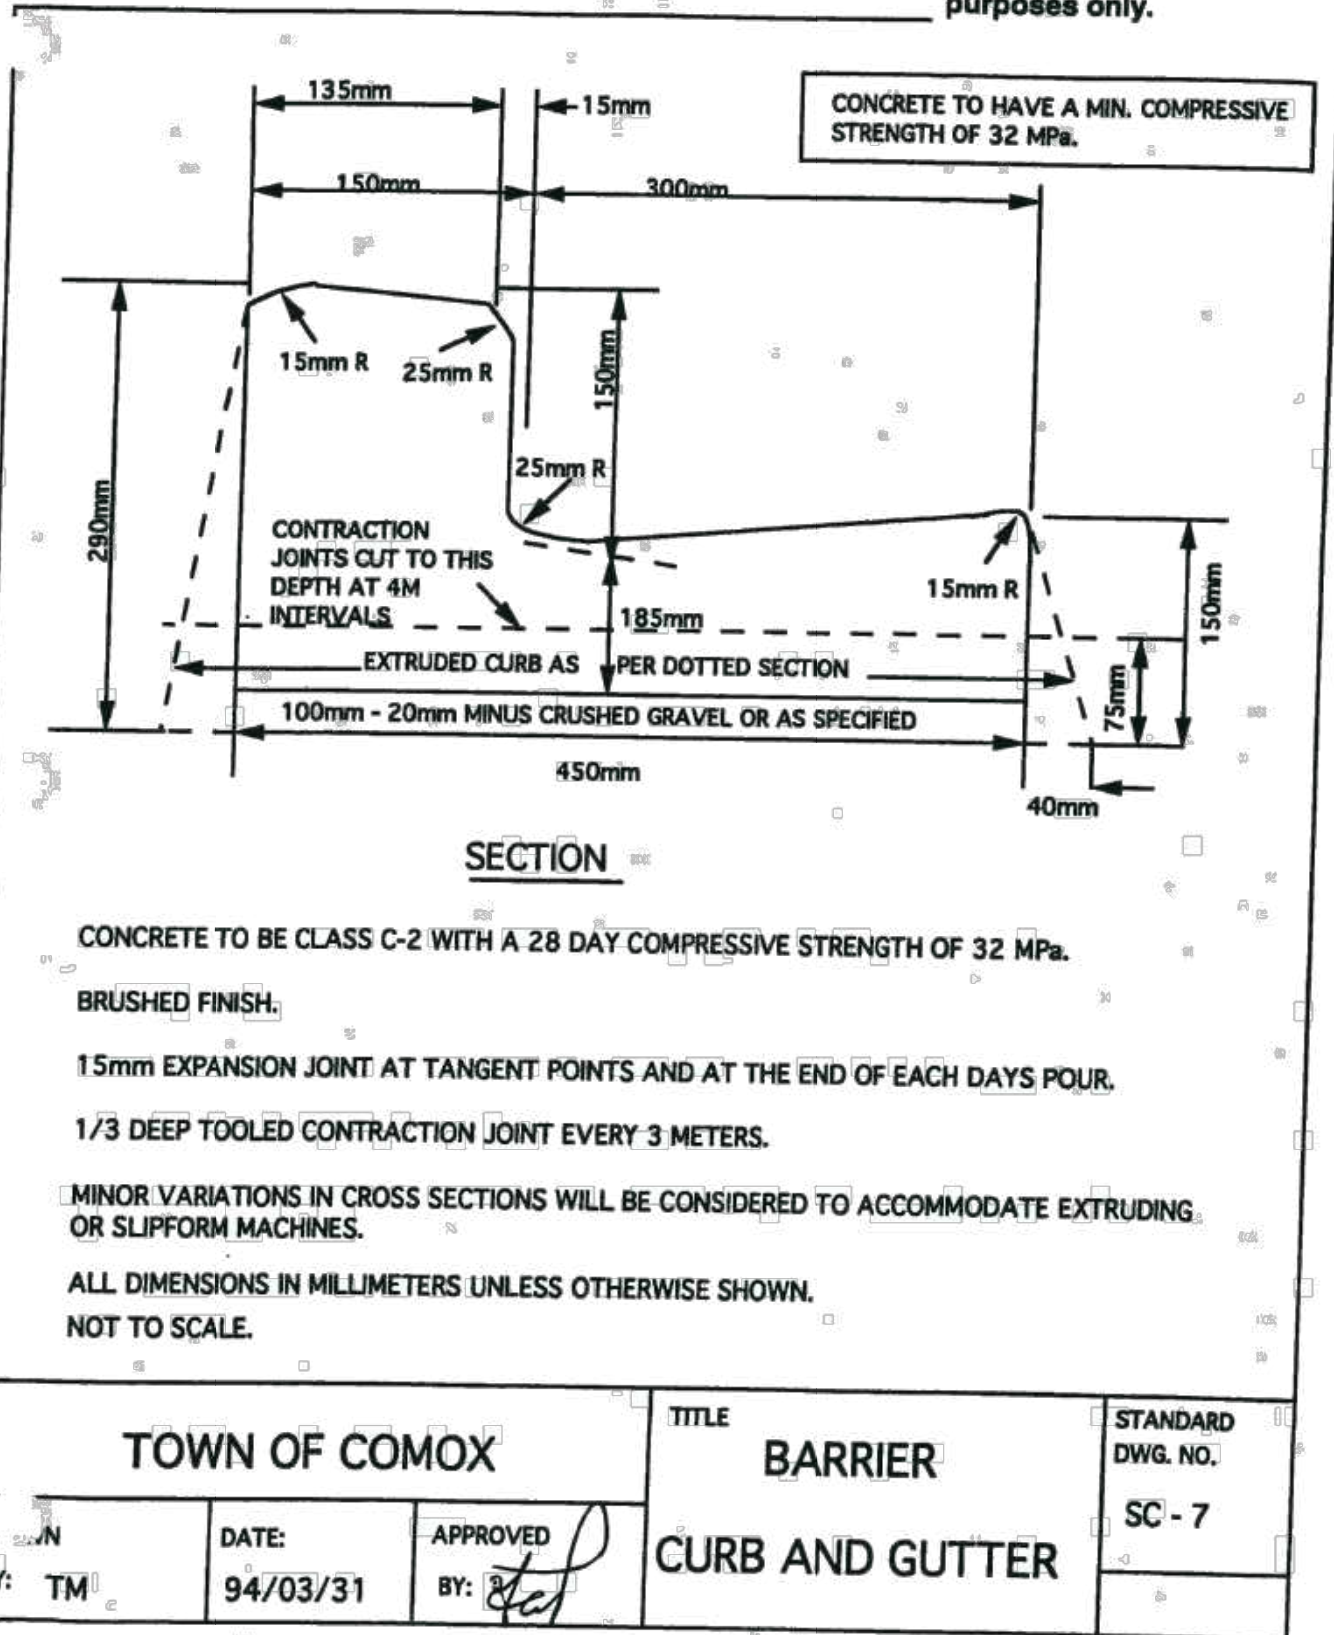 purposes only.
CONCRETE TO HAVE A MIN. COMPRESSIVE
STRENGTH OF 32 MPa.
135mm
15mm
150mm
300mm
15mm R
25mm R
150mm
290mm
25mm R
CONTRACTION
JOINTS CUT TO THIS
DEPTH AT 4M
INTERVALS
15mm R
150mm
185mm
EXTRUDED CURB AS PER DOTTED SECTION
75mm
100mm - 20mm MINUS CRUSHED GRAVEL OR AS SPECIFIED
450mm
40mm
SECTION
CONCRETE TO BE CLASS C-2 WITH A 28 DAY COMPRESSIVE STRENGTH OF 32 MPa.
BRUSHED FINISH.
15mm EXPANSION JOINT AT TANGENT POINTS AND AT THE END OF EACH DAYS POUR.
1/3 DEEP TOOLED CONTRACTION JOINT EVERY 3 METERS.
MINOR VARIATIONS IN CROSS SECTIONS WILL BE CONSIDERED TO ACCOMMODATE EXTRUDING
OR SLIPFORM MACHINES.
ALL DIMENSIONS IN MILLIMETERS UNLESS OTHERWISE SHOWN.
NOT TO SCALE.
TOWN OF COMOX
TM
DATE:
94/03/31
APPROVED
BY:
TITLE
BARRIER
CURB AND GUTTER
STANDARD
DWG. NO.
SC - 7